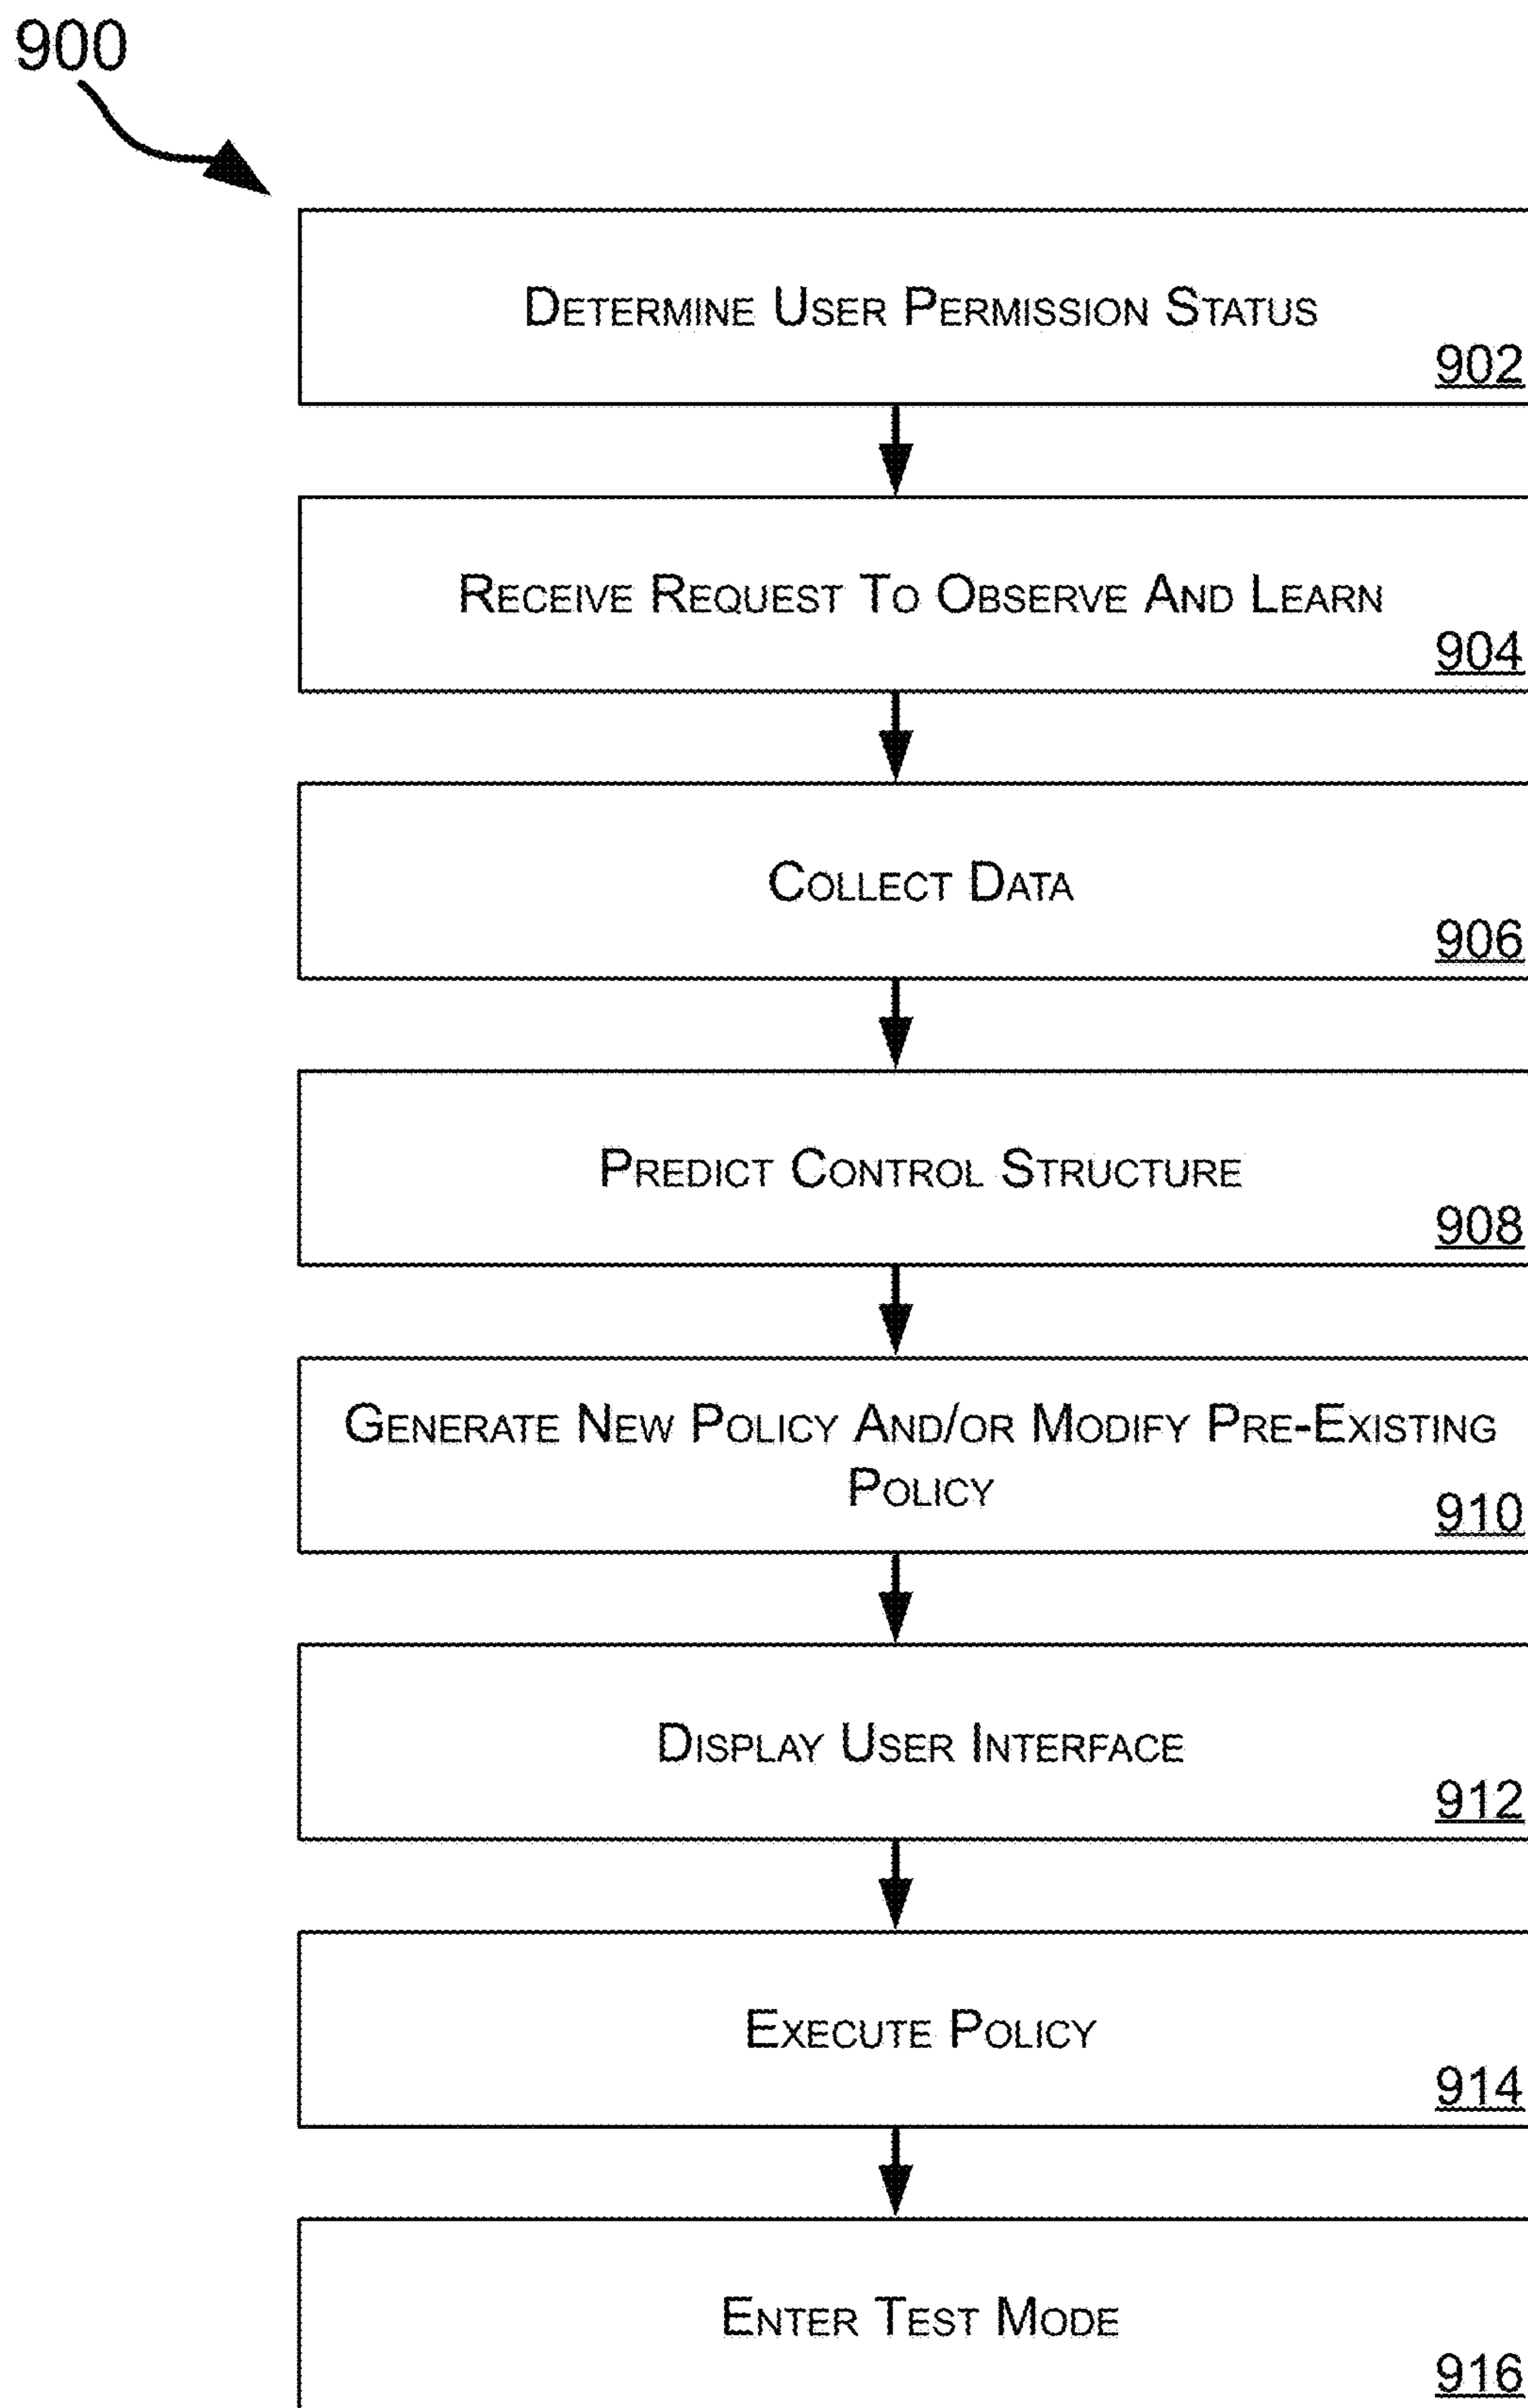 900
DETERMINE USER PERMISSION STATUS
902
RECEIVE REQUEST TO OBSERVE AND LEARN
904
COLLECT DATA
906
PREDICT CONTROL STRUCTURE
908
GENERATE NEW POLICY AND/OR MODIFY PRE-EXISTING
POLICY
910
DISPLAY USER INTERFACE
912
EXECUTE POLICY
914
ENTER TEST MODE
916